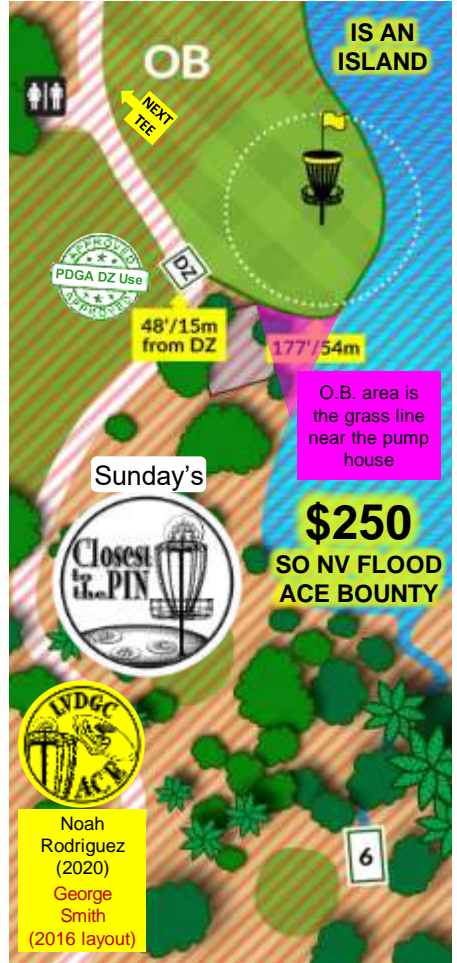 OB
IS AN
ISLAND
NEXT
TEE
APPROVED
PDGA DZ Use
APPROVED
DZ
48'/15m
from DZ
177'/54m
O.B. area is
the grass line
near the pump
house
Sunday's
Closest
to the PIN
$250
SO NV FLOOD
ACE BOUNTY
LVDGC
ACE
Noah
Rodriguez
(2020)
George
Smith
(2016 layout)
6